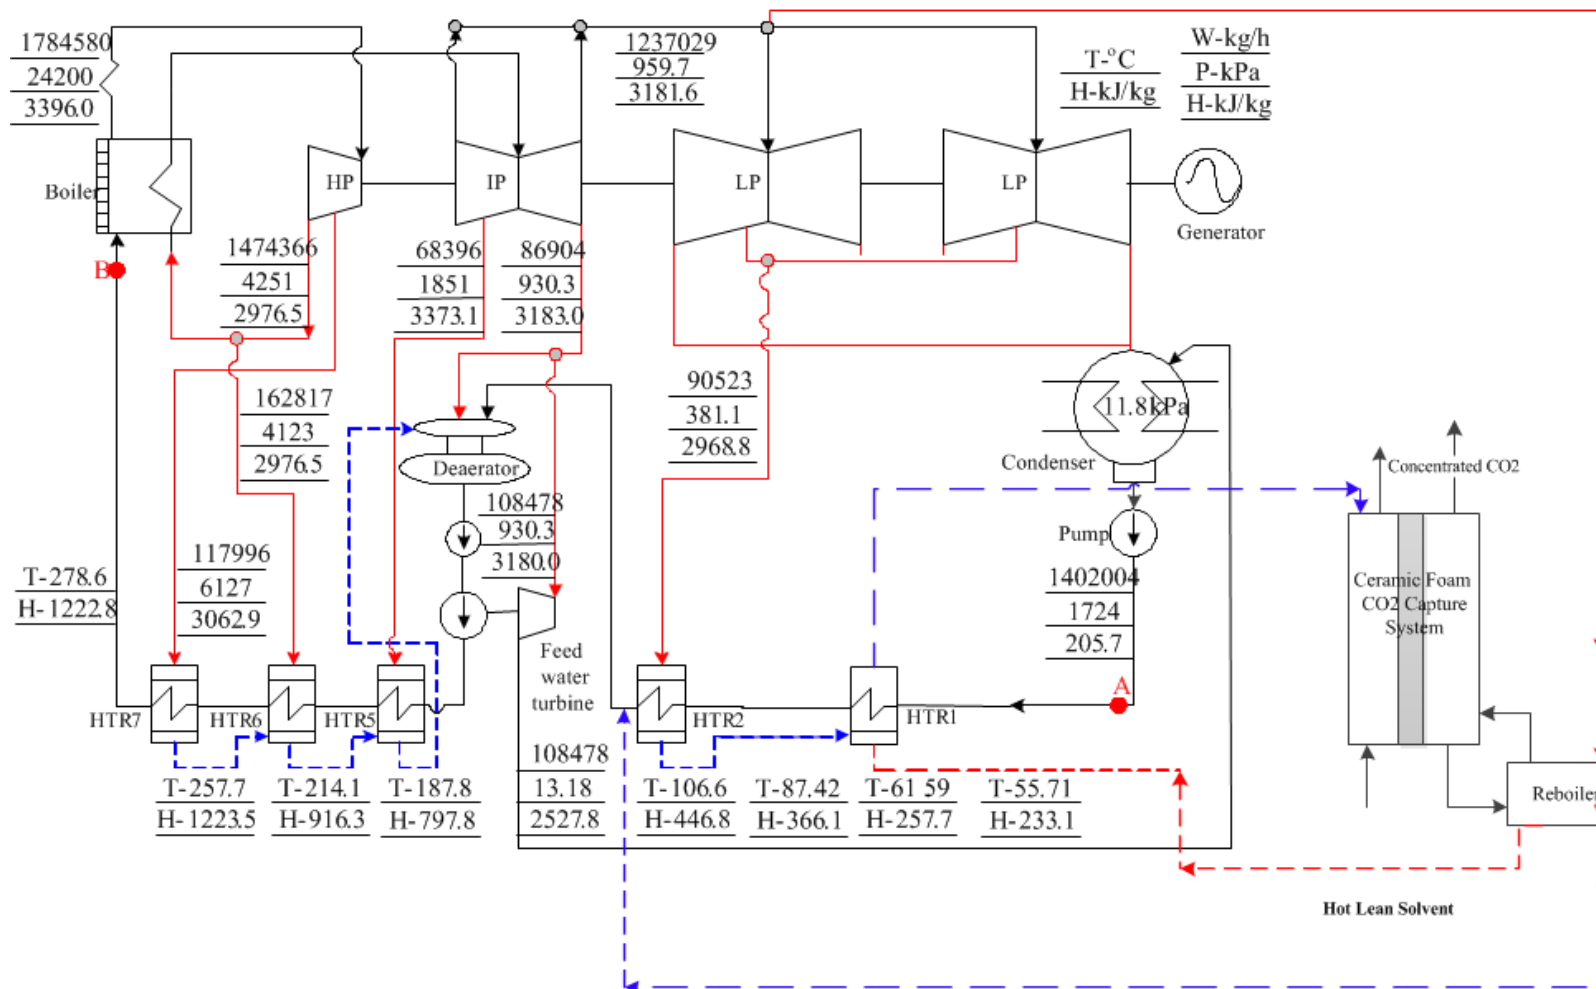 1784580
24200
3396.0
1237029
959.7
3181.6
T-°C
H-kJ/kg
W-kg/h
P-kPa
H-kJ/kg
Boiler
HP
IP
LP
LP
Generator
B
1474366
4251
2976.5
68396
1851
3373.1
86904
930.3
3183.0
162817
4123
2976.5
90523
381.1
2968.8
11.8kPa
Condenser
Deaerator
Concentrated CO2
108478
930.3
3180.0
Pump
117996
6127
3062.9
T-278.6
H-1222.8
1402004
1724
205.7
Ceramic Foam
CO2 Capture
System
Feed
water
turbine
A
HTR7
HTR6
HTR5
HTR2
HTR1
108478
13.18
2527.8
T-257.7
H-1223.5
T-214.1
H-916.3
T-187.8
H-797.8
T-106.6
H-446.8
T-87.42
H-366.1
T-61 59
H-257.7
T-55.71
H-233.1
Reboiler
Hot Lean Solvent